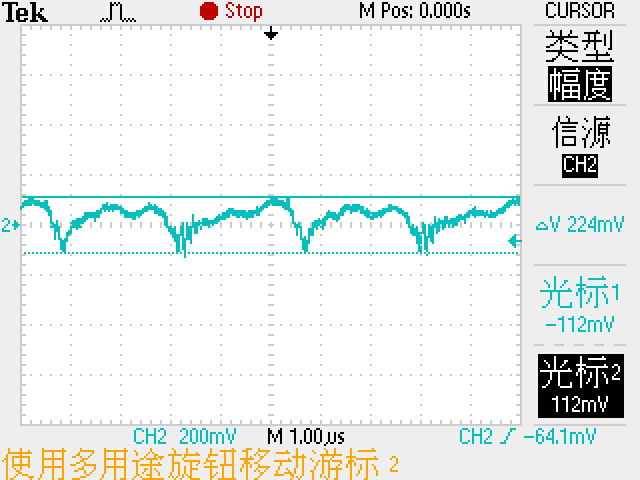 Tek Stop M Pos: 0.000s CURSOR
类型
幅度
信源
CH2
2
△V 224mV
光标1
-112mV
光标2
112mV
CH2 200mV M 1.00µs CH2 -64.1mV
使用多用途旋钮移动游标 2